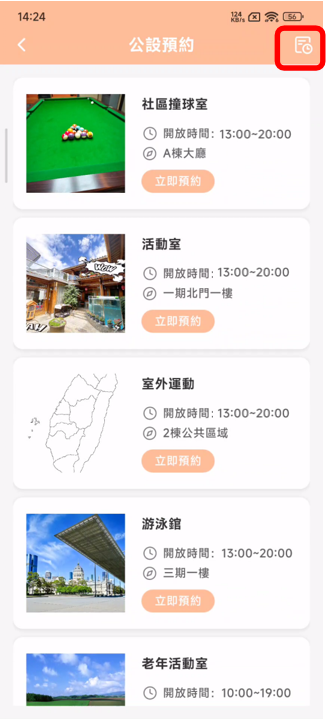 14:24
124 KB/s
56
公設預約
社區撞球室
開放時間: 13:00~20:00
A棟大廳
立即預約
WOW
活動室
開放時間: 13:00~20:00
一期北門一樓
立即預約
室外運動
開放時間: 13:00~20:00
2棟公共區域
立即預約
游泳館
開放時間: 13:00~20:00
三期一樓
立即預約
老年活動室
開放時間: 10:00~19:00